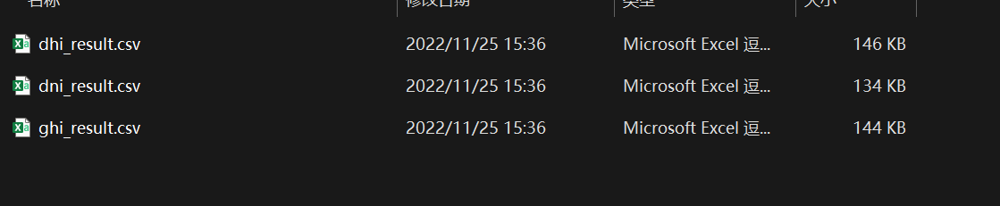 名称 修改日期 类型 大小
dhi_result.csv 2022/11/25 15:36 Microsoft Excel 逗... 146 KB
dni_result.csv 2022/11/25 15:36 Microsoft Excel 逗... 134 KB
ghi_result.csv 2022/11/25 15:36 Microsoft Excel 逗... 144 KB